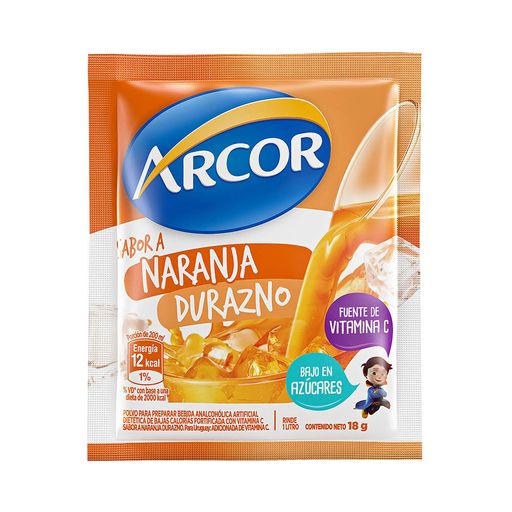 ARCOR
SABOR A
NARANJA
DURAZNO
FUENTE DE
VITAMINA C
BAJO EN
AZÚCARES
Porción de 200 ml
Energía
12 kcal
1%
% VD* con base a una
dieta de 2000 kcal
POLVO PARA PREPARAR BEBIDA ANALCOHÓLICA ARTIFICIAL
DIETÉTICA DE BAJAS CALORÍAS FORTIFICADA CON VITAMINA C
SABOR A NARANJA DURAZNO. Para Uruguay: ADICIONADA DE VITAMINA C.
RINDE
1 LITRO
CONTENIDO NETO 18 g